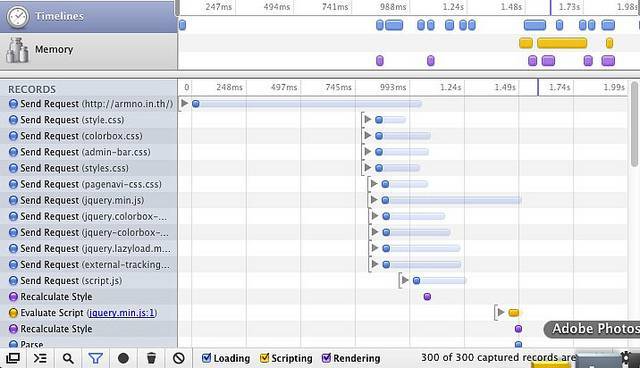 Timelines
247ms 494ms 741ms 988ms 1.24s 1.48s 1.73s 1.98s
Memory
RECORDS
0 248ms 497ms 745ms 993ms 1.24s 1.49s 1.74s 1.99s
Send Request (http://armno.in.th/)
Send Request (style.css)
Send Request (colorbox.css)
Send Request (admin-bar.css)
Send Request (styles.css)
Send Request (pagenavi-css.css)
Send Request (jquery.min.js)
Send Request (jquery.colorbox-...
Send Request (jquery-colorbox-...
Send Request (jquery.lazyload.m...
Send Request (external-tracking...
Send Request (script.js)
Recalculate Style
Evaluate Script (jquery.min.js:1)
Recalculate Style
Adobe Photos
Parse
Loading Scripting Rendering 300 of 300 captured records are